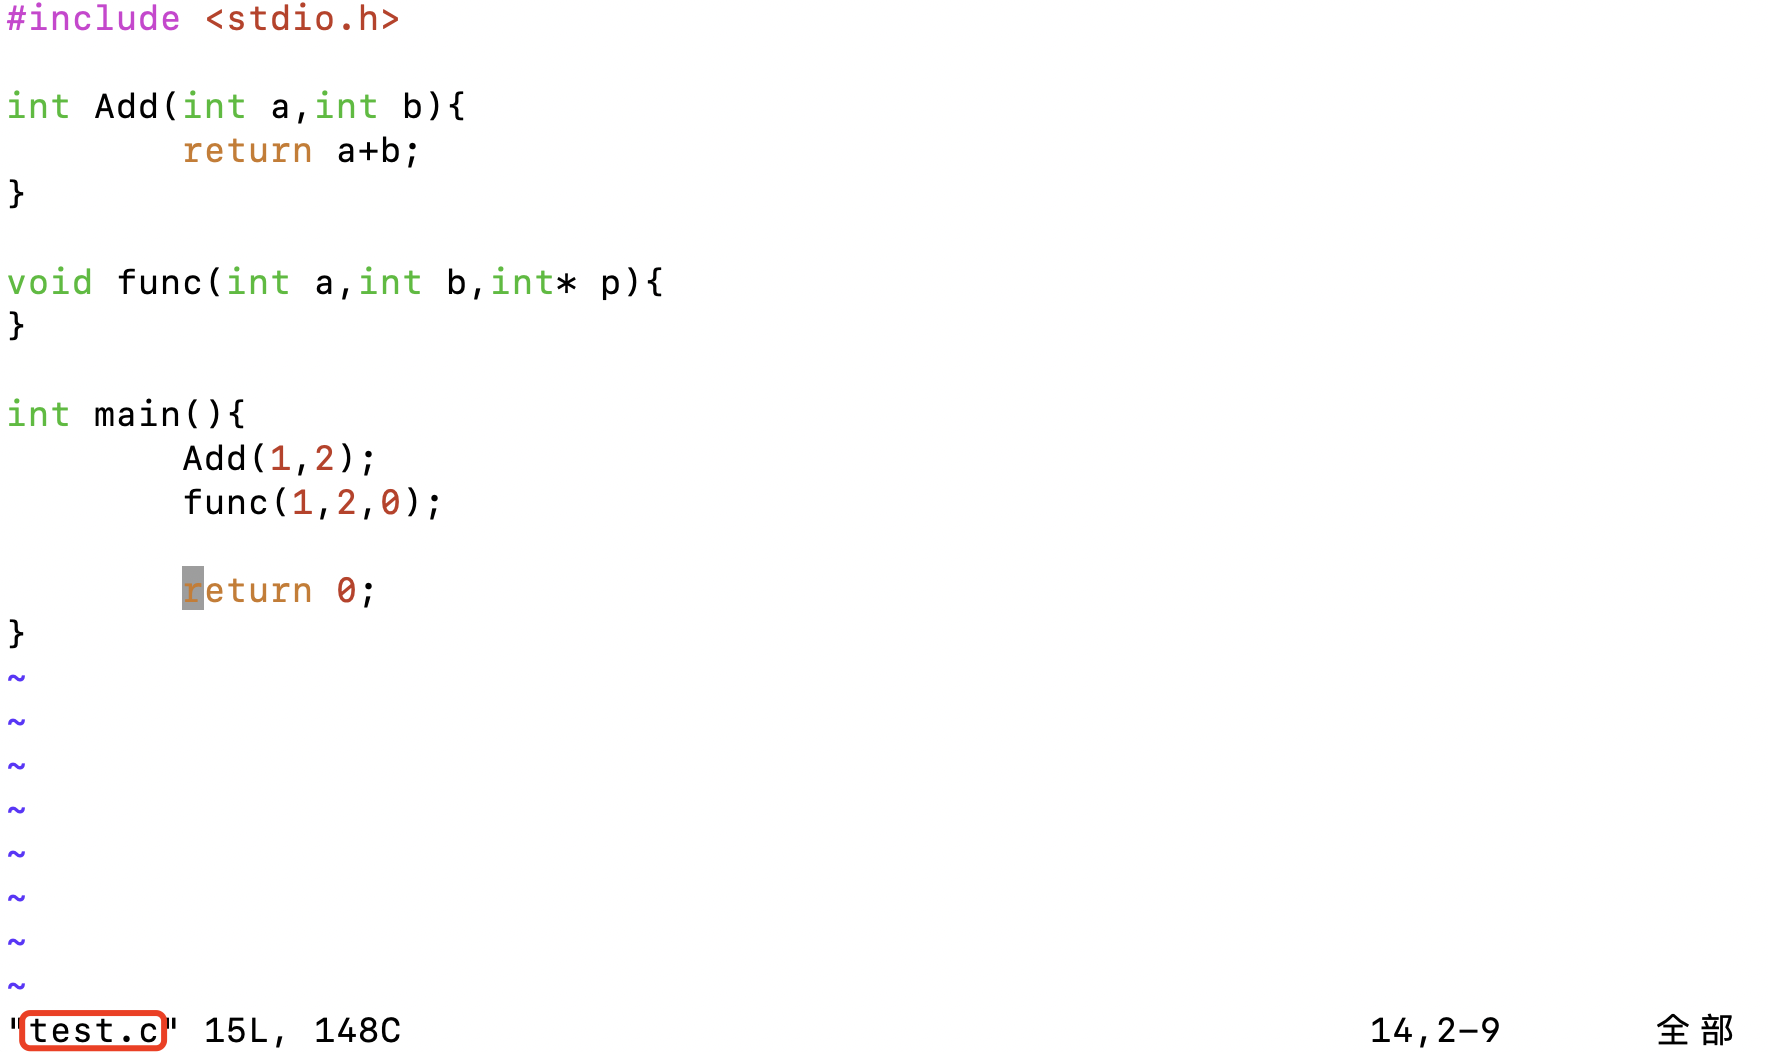 #include <stdio.h>

int Add(int a,int b){
        return a+b;
}

void func(int a,int b,int* p){
}

int main(){
        Add(1,2);
        func(1,2,0);

        return 0;
}
~
~
~
~
~
~
~
~
"test.c" 15L, 148C                                            14,2-9       全部